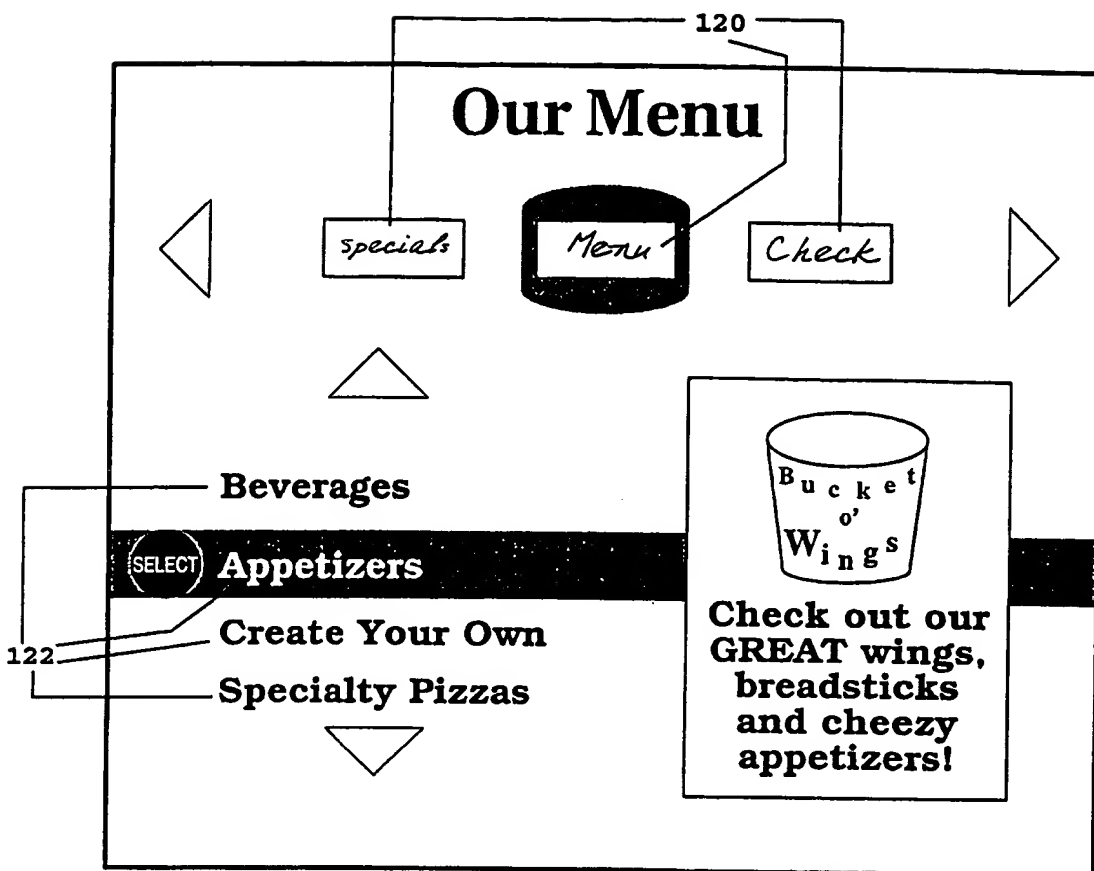 120
Our Menu
specials
Menu
Check
Beverages
SELECT Appetizers
Create Your Own
122
Specialty Pizzas
Bucket
o'
Wings
Check out our
GREAT wings,
breadsticks
and cheezy
appetizers!